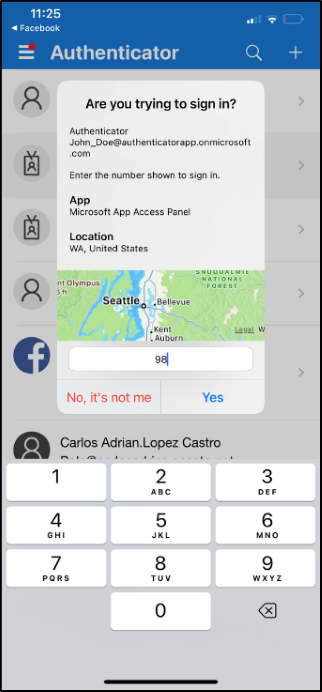 11:25
◀ Facebook
Authenticator
Are you trying to sign in?
Authenticator
John_Doe@authenticatorapp.onmicrosoft
.com
Enter the number shown to sign in.
App
Microsoft App Access Panel
Location
WA, United States
SNOQUALMIE
NATIONAL
FOREST
nt Olympus
Seattle
Bellevue
Kent
Auburn
Legal
W
98
No, it's not me
Yes
Carlos Adrian.Lopez Castro
1
2
ABC
3
DEF
4
GHI
5
JKL
6
MNO
7
PQRS
8
TUV
9
WXYZ
0